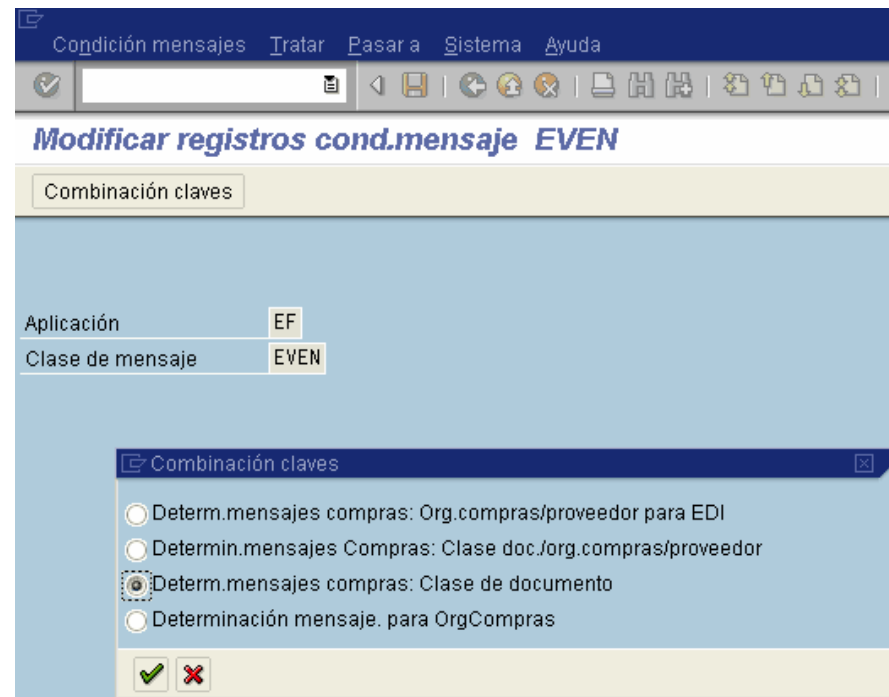 Condición mensajes Tratar Pasar a Sistema Ayuda
Modificar registros cond.mensaje EVEN
Combinación claves
Aplicación EF
Clase de mensaje EVEN
Combinación claves
Determ.mensajes compras: Org.compras/proveedor para EDI
Determin.mensajes Compras: Clase doc./org.compras/proveedor
Determ.mensajes compras: Clase de documento
Determinación mensaje. para OrgCompras